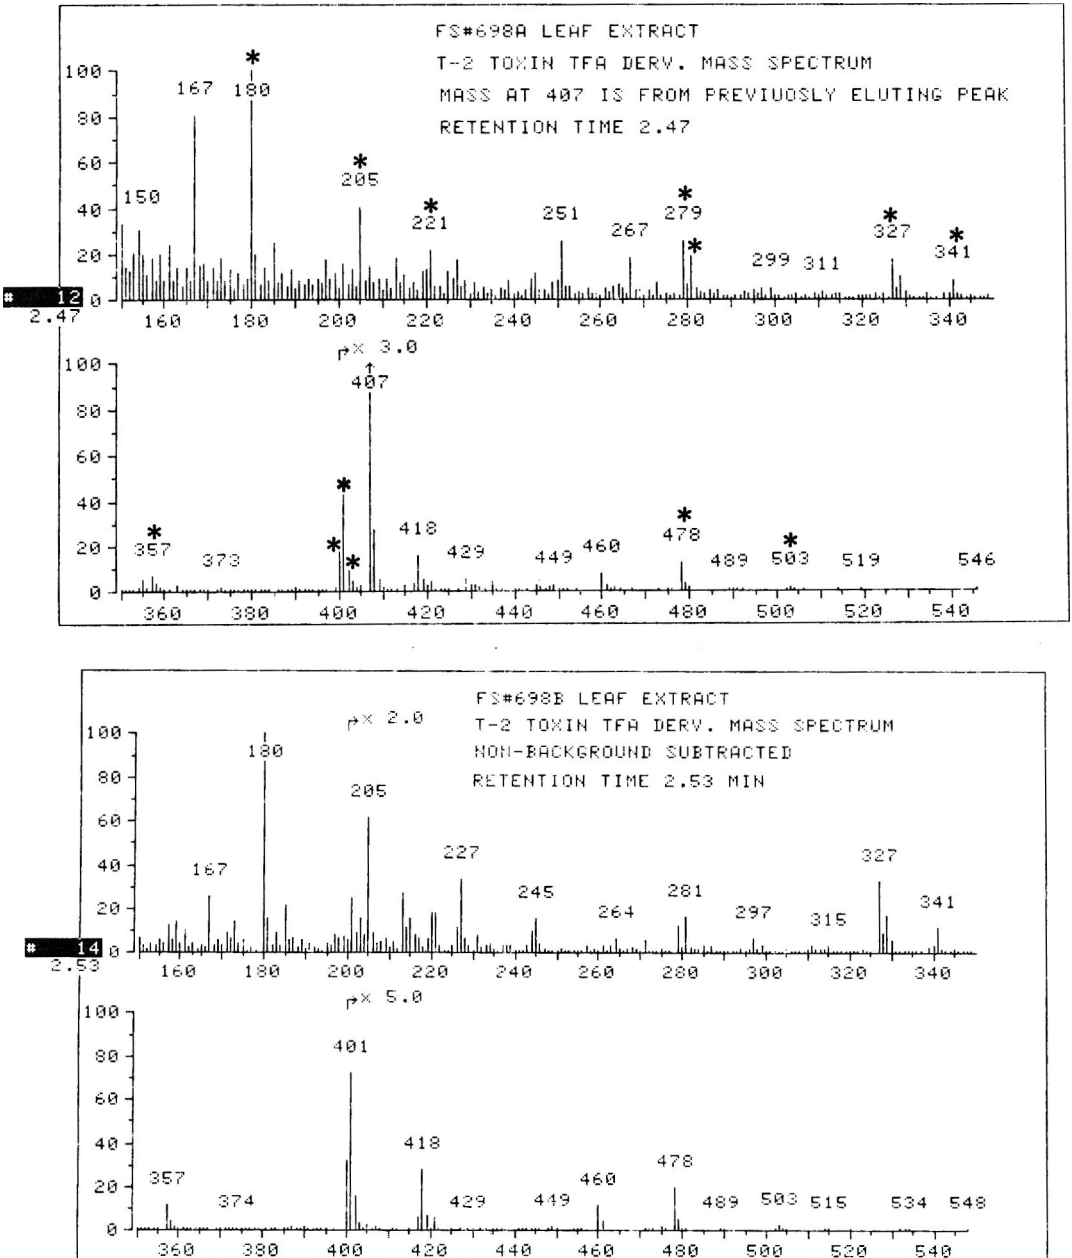 FS#698A LEAF EXTRACT
T-2 TOXIN TFA DERV. MASS SPECTRUM
MASS AT 407 IS FROM PREVIUOSLY ELUTING PEAK
RETENTION TIME 2.47
100
80
60
40
20
0
150 167 * 180 * 205 * 221 251 267 * 279 * 299 311 * 327 * 341
# 12
2.47
160 180 200 220 240 260 280 300 320 340
× 3.0
100
80
60
40
20
0
* 357 373 * * * 407 418 429 449 460 * 478 489 * 503 519 546
360 380 400 420 440 460 480 500 520 540
FS#698B LEAF EXTRACT
T-2 TOXIN TFA DERV. MASS SPECTRUM
NON-BACKGROUND SUBTRACTED
RETENTION TIME 2.53 MIN
× 2.0
100
80
60
40
20
0
167 180 205 227 245 264 281 297 315 327 341
# 14
2.53
160 180 200 220 240 260 280 300 320 340
× 5.0
100
80
60
40
20
0
357 374 401 418 429 449 460 478 489 503 515 534 548
360 380 400 420 440 460 480 500 520 540